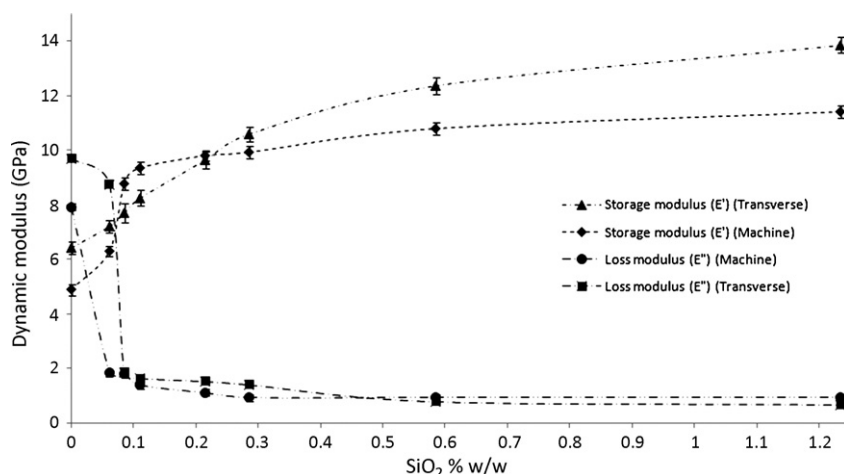 Dynamic modulus (GPa)
14
12
10
8
6
4
2
0
Storage modulus (E') (Transverse)
Storage modulus (E') (Machine)
Loss modulus (E") (Machine)
Loss modulus (E") (Transverse)
0 0.1 0.2 0.3 0.4 0.5 0.6 0.7 0.8 0.9 1 1.1 1.2
SiO₂ % w/w